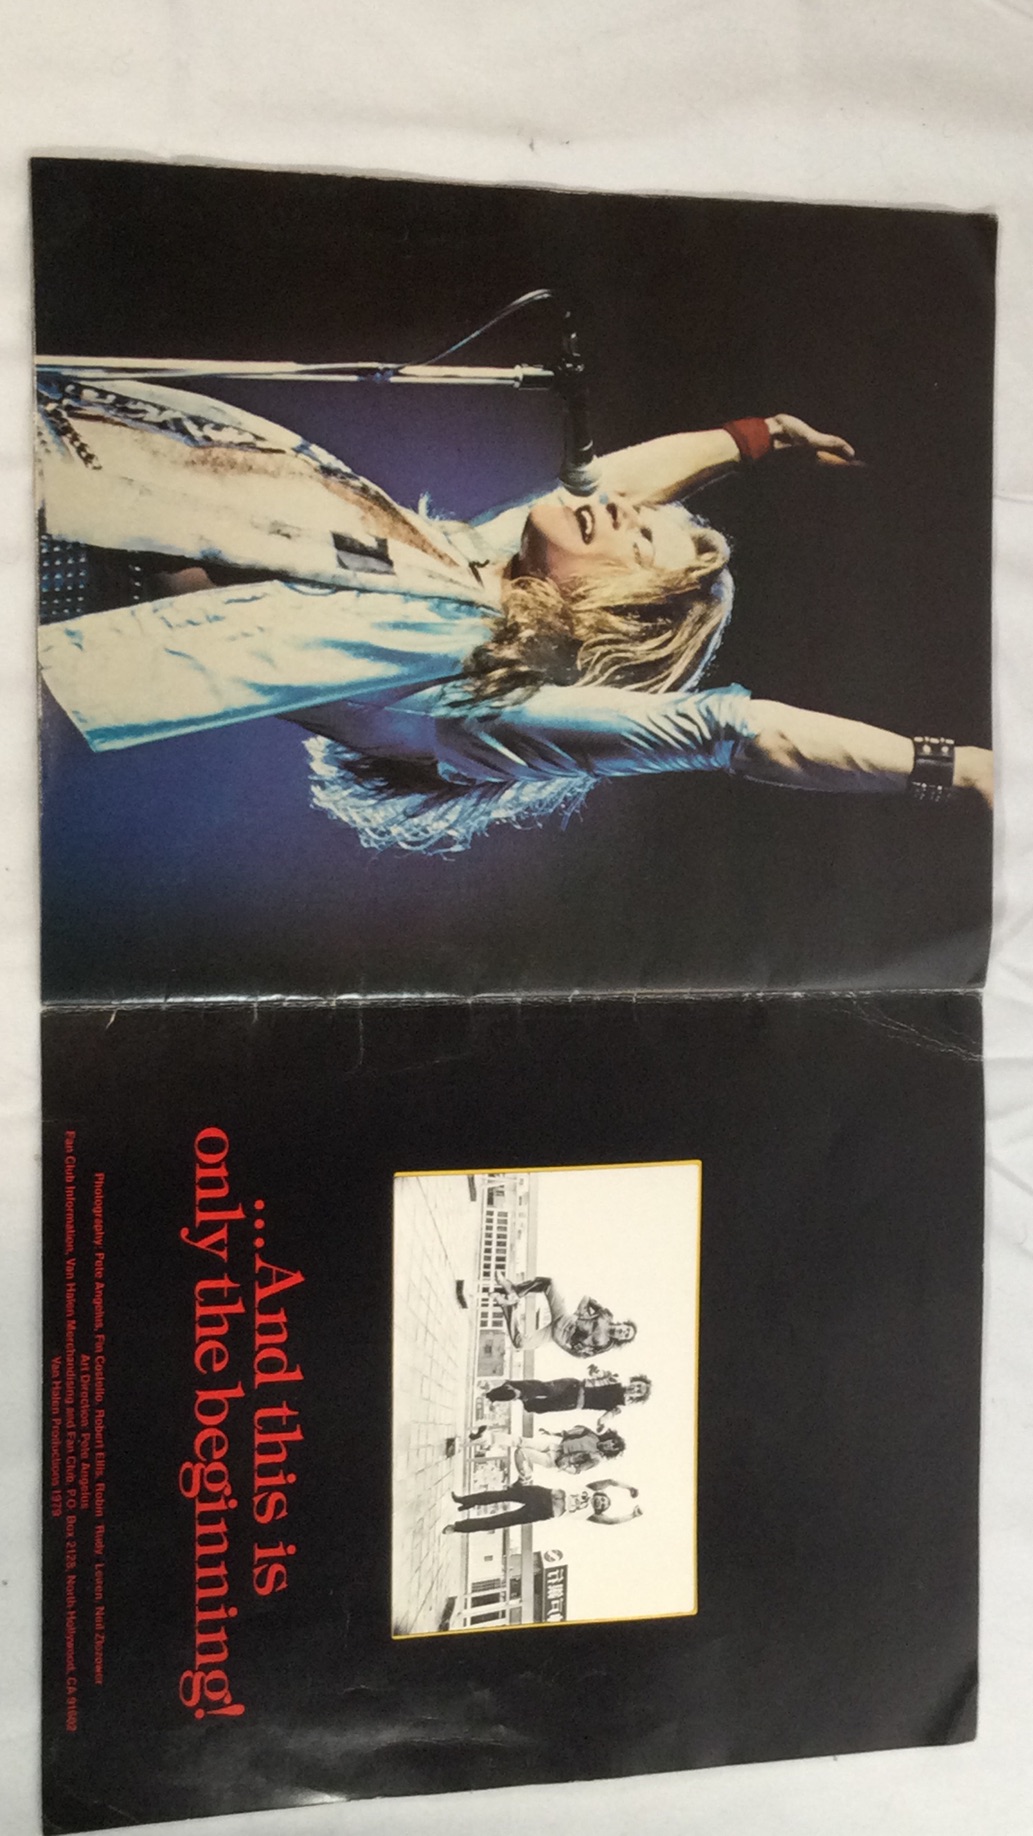 ...And this is
only the beginning!
Photography: Pete Angelus, Fin Costello, Robert Ellis, Robin "Rudy" Leven, Neil Zlozower
Art Direction: Pete Angelus
Fan Club Information, Van Halen Merchandising and Fan Club, P.O. Box 2128, North Hollywood, CA 91602
Van Halen Productions 1979